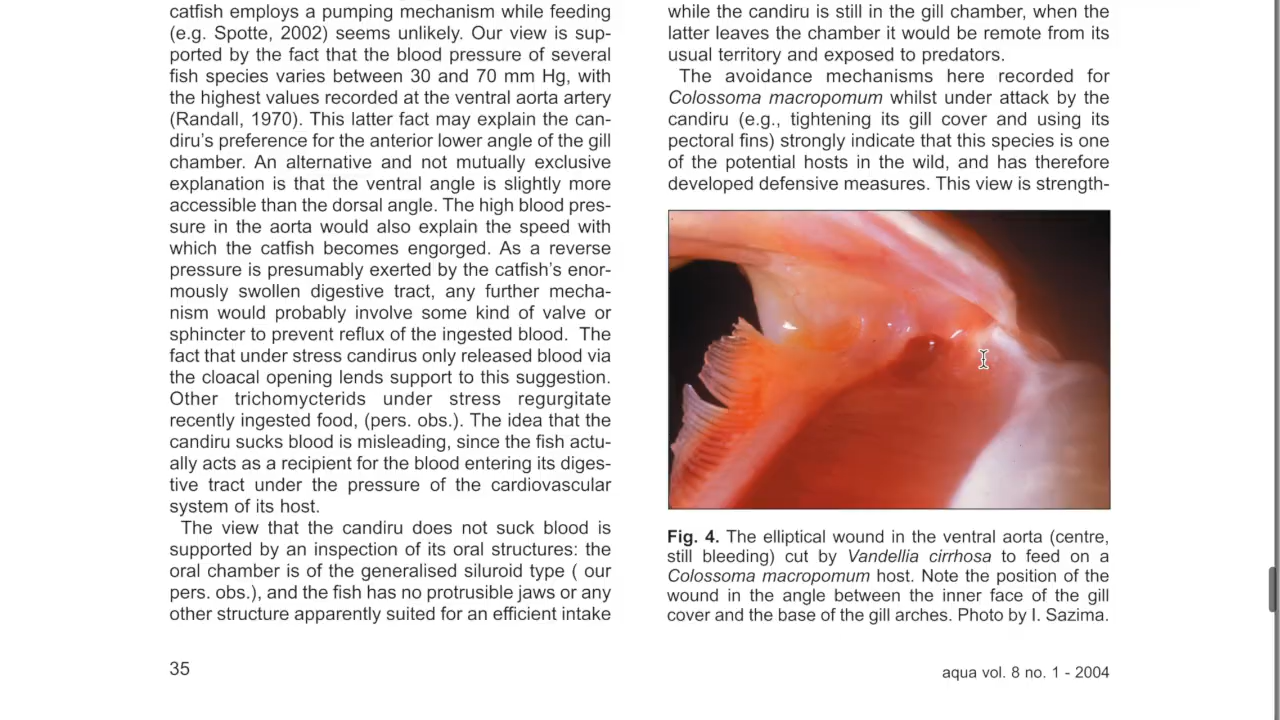 catfish employs a pumping mechanism while feeding
(e.g. Spotte, 2002) seems unlikely. Our view is sup-
ported by the fact that the blood pressure of several
fish species varies between 30 and 70 mm Hg, with
the highest values recorded at the ventral aorta artery
(Randall, 1970). This latter fact may explain the can-
diru’s preference for the anterior lower angle of the gill
chamber. An alternative and not mutually exclusive
explanation is that the ventral angle is slightly more
accessible than the dorsal angle. The high blood pres-
sure in the aorta would also explain the speed with
which the catfish becomes engorged. As a reverse
pressure is presumably exerted by the catfish’s enor-
mously swollen digestive tract, any further mecha-
nism would probably involve some kind of valve or
sphincter to prevent reflux of the ingested blood. The
fact that under stress candirus only released blood via
the cloacal opening lends support to this suggestion.
Other trichomycterids under stress regurgitate
recently ingested food, (pers. obs.). The idea that the
candiru sucks blood is misleading, since the fish actu-
ally acts as a recipient for the blood entering its diges-
tive tract under the pressure of the cardiovascular
system of its host.
The view that the candiru does not suck blood is
supported by an inspection of its oral structures: the
oral chamber is of the generalised siluroid type ( our
pers. obs.), and the fish has no protrusible jaws or any
other structure apparently suited for an efficient intake
while the candiru is still in the gill chamber, when the
latter leaves the chamber it would be remote from its
usual territory and exposed to predators.
The avoidance mechanisms here recorded for
Colossoma macropomum whilst under attack by the
candiru (e.g., tightening its gill cover and using its
pectoral fins) strongly indicate that this species is one
of the potential hosts in the wild, and has therefore
developed defensive measures. This view is strength-
Fig. 4. The elliptical wound in the ventral aorta (centre,
still bleeding) cut by Vandellia cirrhosa to feed on a
Colossoma macropomum host. Note the position of the
wound in the angle between the inner face of the gill
cover and the base of the gill arches. Photo by I. Sazima.
35
aqua vol. 8 no. 1 - 2004